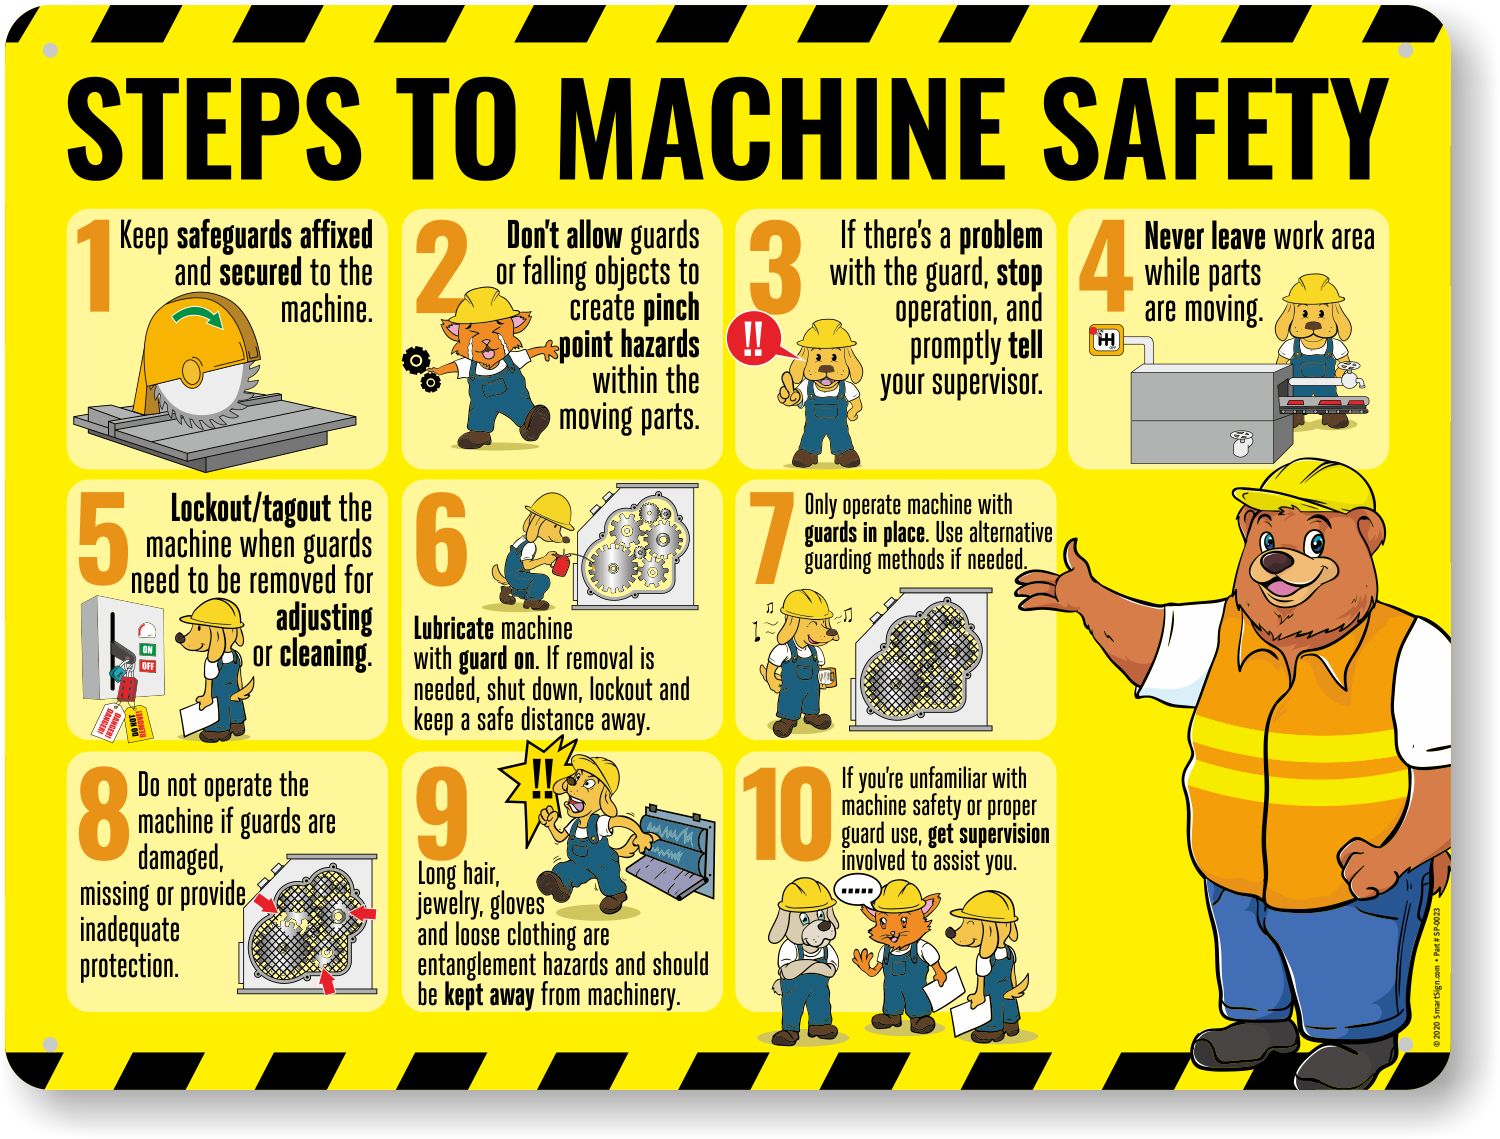 STEPS TO MACHINE SAFETY
1
Keep safeguards affixed
and secured to the
machine.
2
Don't allow guards
or falling objects to
create pinch
point hazards
within the
moving parts.
3
If there's a problem
with the guard, stop
operation, and
promptly tell
your supervisor.
!!
4
Never leave work area
while parts
are moving.
5
Lockout/tagout the
machine when guards
need to be removed for
adjusting
or cleaning.
ON
OFF
DANGER!
DANGER!
DO NOT
REMOVE!
6
Lubricate machine
with guard on. If removal is
needed, shut down, lockout and
keep a safe distance away.
7
Only operate machine with
guards in place. Use alternative
guarding methods if needed.
8
Do not operate the
machine if guards are
damaged,
missing or provide
inadequate
protection.
9
!!
Long hair,
jewelry, gloves
and loose clothing are
entanglement hazards and should
be kept away from machinery.
10
If you're unfamiliar with
machine safety or proper
guard use, get supervision
involved to assist you.
.....
© 2020 SmartSign.com • Part# SP-0023